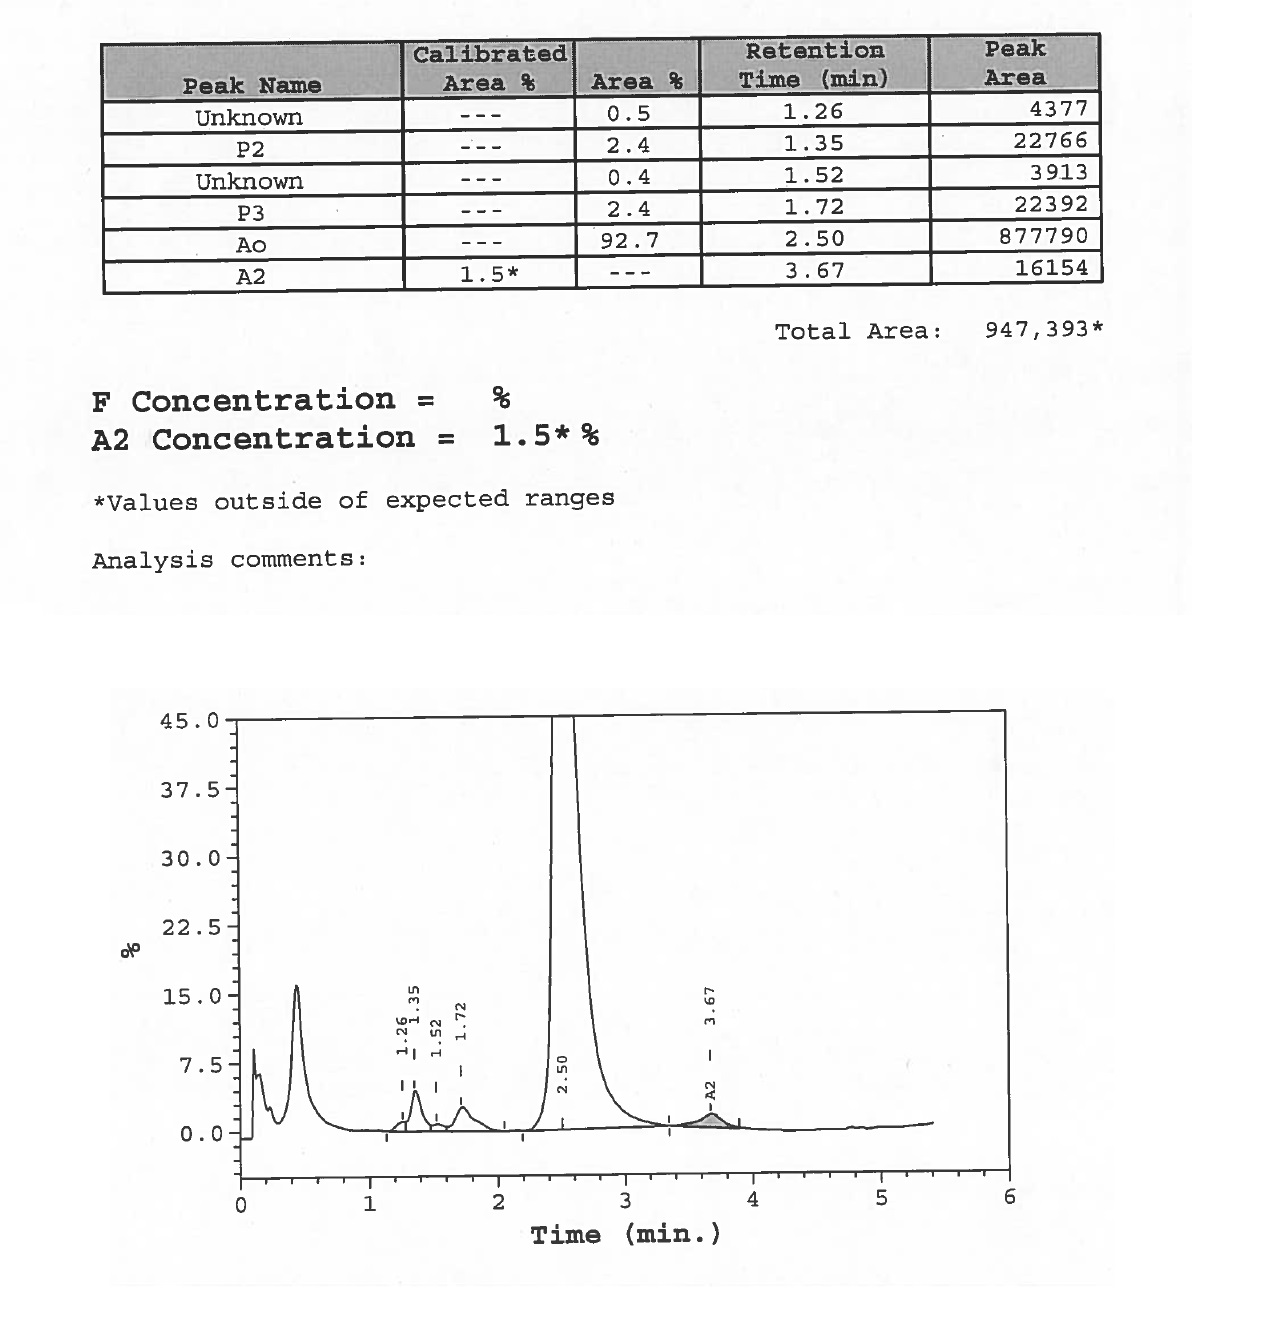 Peak Name Calibrated Area % Area % Retention Time (min) Peak Area
Unknown --- 0.5 1.26 4377
P2 --- 2.4 1.35 22766
Unknown --- 0.4 1.52 3913
P3 --- 2.4 1.72 22392
Ao --- 92.7 2.50 877790
A2 1.5* --- 3.67 16154
Total Area: 947,393*
F Concentration = %
A2 Concentration = 1.5* %
*Values outside of expected ranges
Analysis comments:
45.0
37.5
30.0
22.5
15.0
7.5
0.0
%
1.26
1.35
1.52
1.72
2.50
A2 3.67
0 1 2 3 4 5 6
Time (min.)